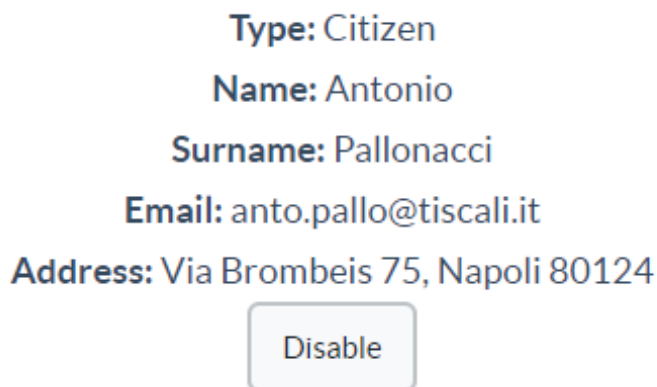 Type: Citizen
Name: Antonio
Surname: Pallonacci
Email: anto.pallo@tiscali.it
Address: Via Brombeis 75, Napoli 80124
Disable